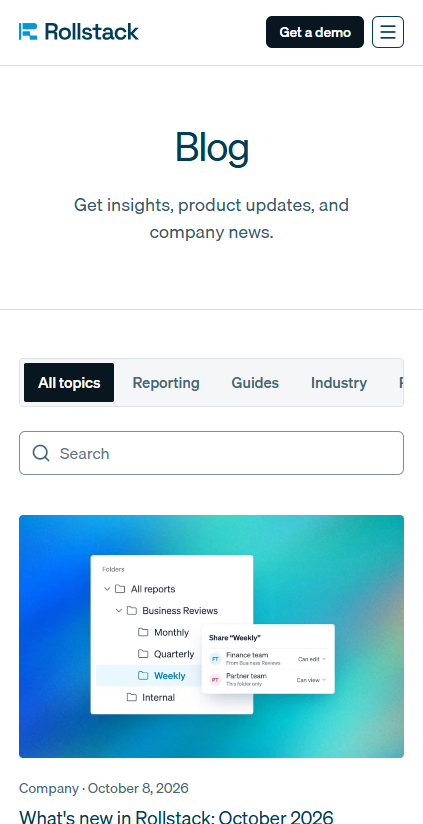 Rollstack
Get a demo
Blog
Get insights, product updates, and
company news.
All topics
Reporting
Guides
Industry
Search
Folders
All reports
Business Reviews
Monthly
Quarterly
Weekly
Internal
Share “Weekly”
FT
Finance team
From Business Reviews
Can edit
PT
Partner team
This folder only
Can view
Company · October 8, 2026
What's new in Rollstack: October 2026